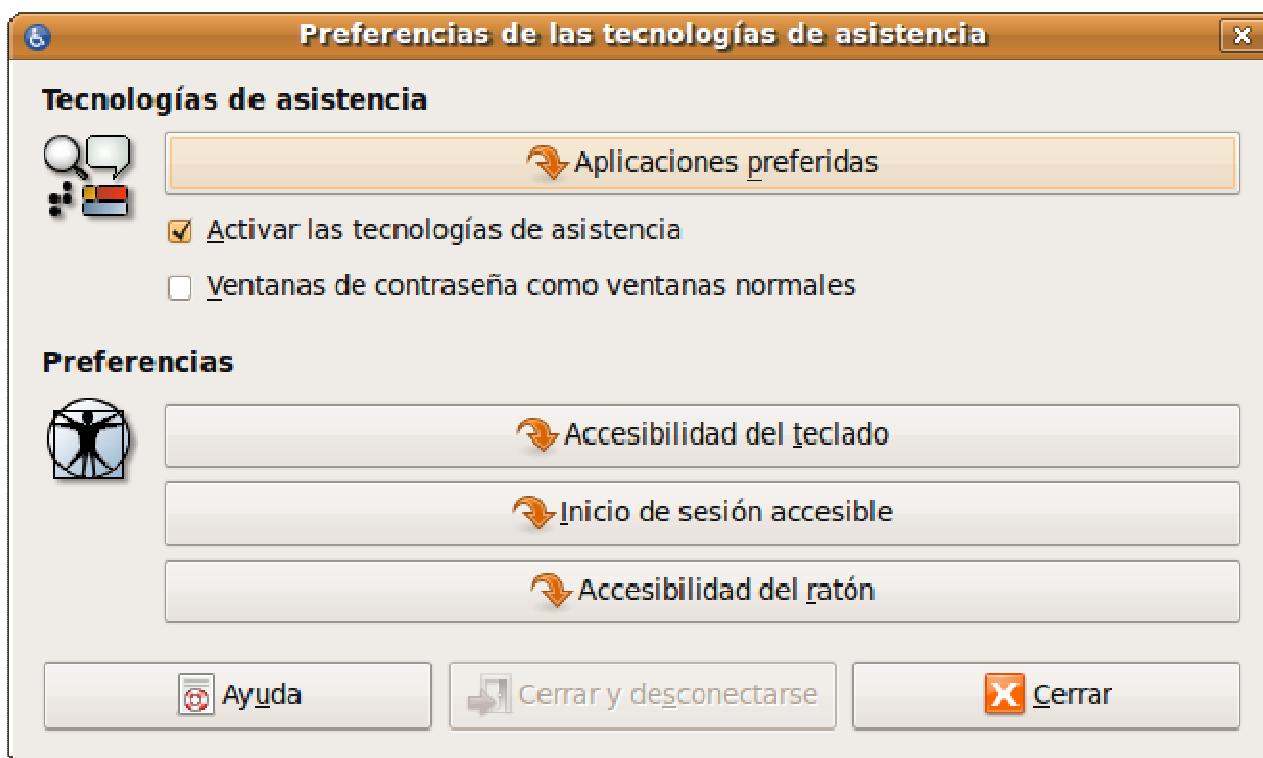 Preferencias de las tecnologías de asistencia
Tecnologías de asistencia
Aplicaciones preferidas
Activar las tecnologías de asistencia
Ventanas de contraseña como ventanas normales
Preferencias
Accesibilidad del teclado
Inicio de sesión accesible
Accesibilidad del ratón
Ayuda
Cerrar y desconectarse
Cerrar